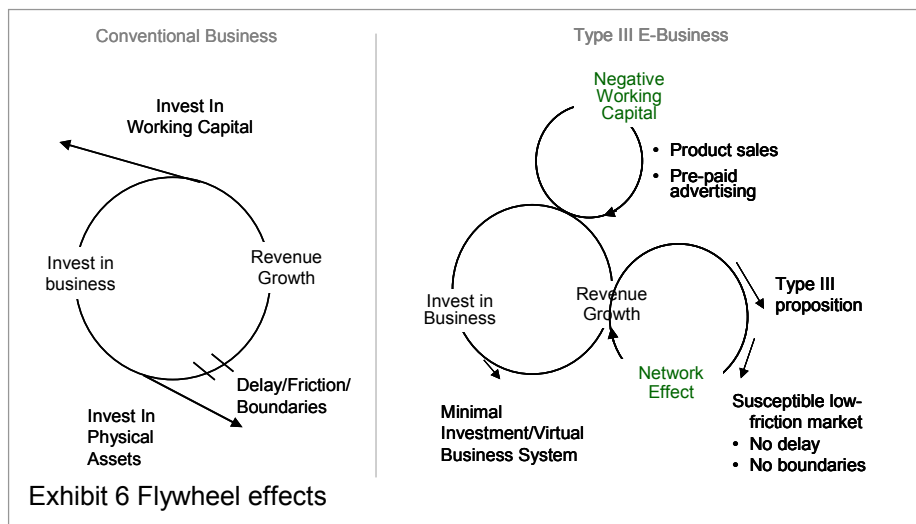 Conventional Business
Invest In
Working Capital
Invest in
business
Revenue
Growth
Delay/Friction/
Boundaries
Invest In
Physical
Assets
Type III E-Business
Negative
Working
Capital
• Product sales
• Pre-paid
advertising
Invest in
Business
Revenue
Growth
Type III
proposition
Network
Effect
Minimal
Investment/Virtual
Business System
Susceptible low-
friction market
• No delay
• No boundaries
Exhibit 6 Flywheel effects